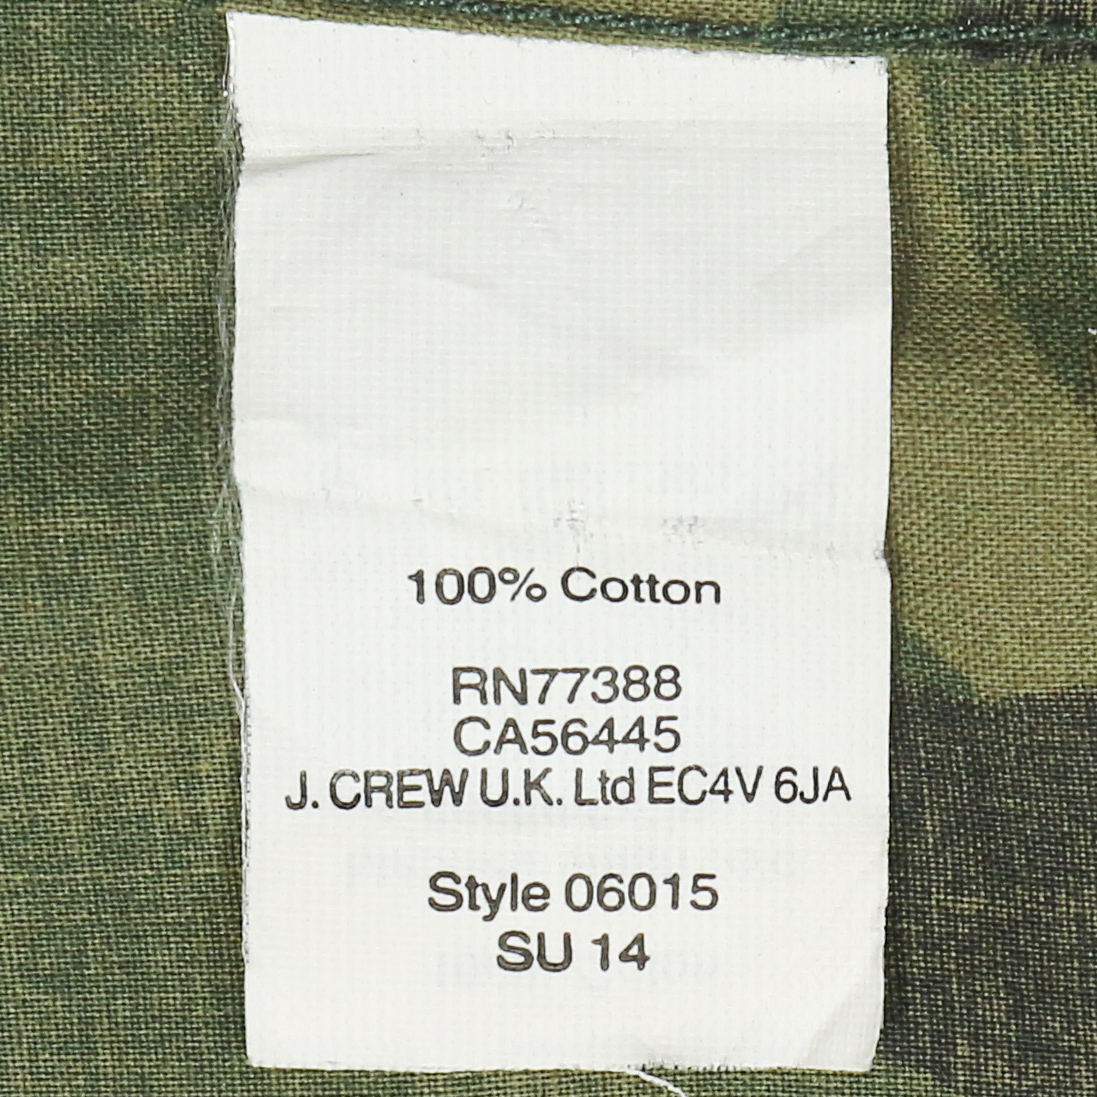 100% Cotton
RN77388
CA56445
J. CREW U.K. Ltd EC4V 6JA
Style 06015
SU 14